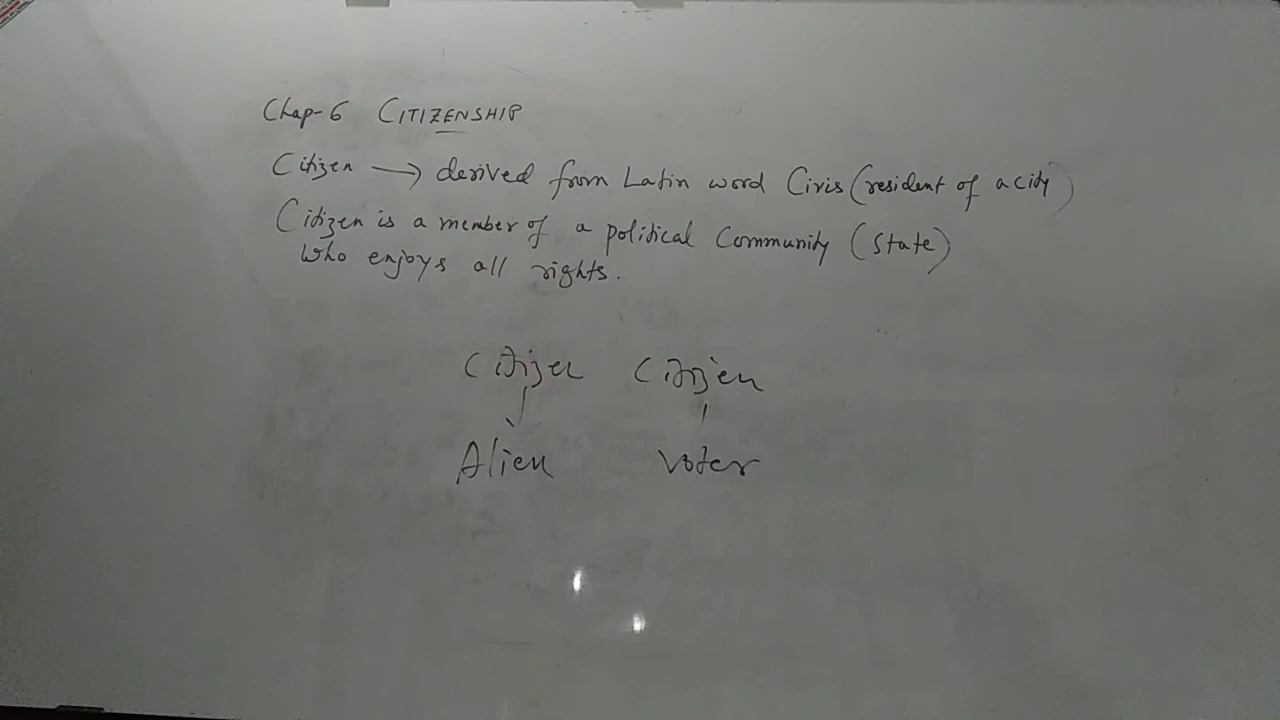 Chap-6 CITIZENSHIP
Citizen → derived from Latin word Civis (resident of a city)
Citizen is a member of a political Community (State)
who enjoys all rights.
Citizen Citizen
Alien Voter